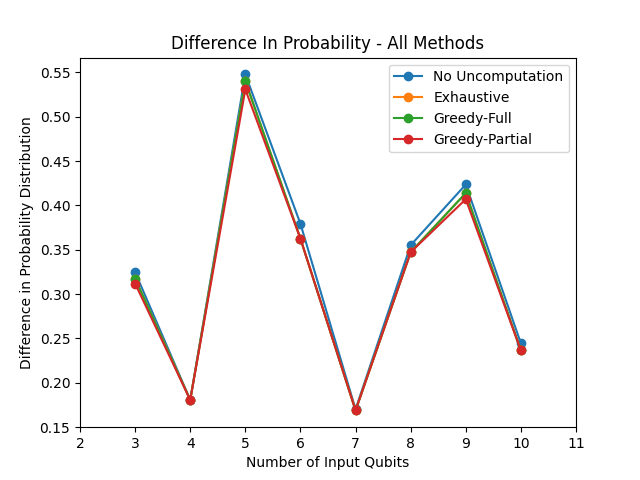 Difference In Probability - All Methods
Difference in Probability Distribution
0.55
0.50
0.45
0.40
0.35
0.30
0.25
0.20
0.15
No Uncomputation
Exhaustive
Greedy-Full
Greedy-Partial
2 3 4 5 6 7 8 9 10 11
Number of Input Qubits